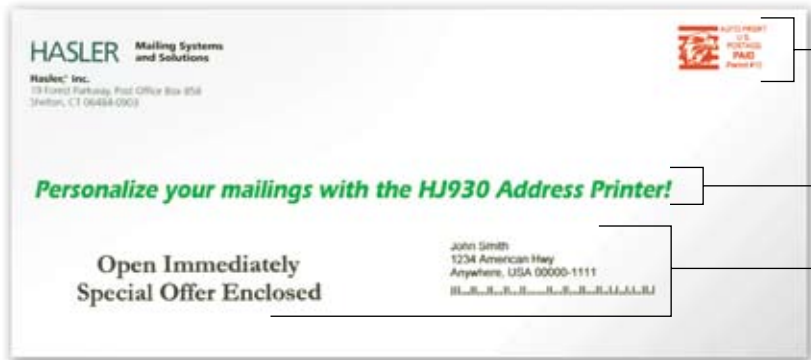 HASLER Mailing Systems
and Solutions
Hasler, Inc.
19 Forest Parkway, Post Office Box 858
Shelton, CT 06484-0903
AUTO PRSRT
U.S.
POSTAGE
PAID
Permit #10
Personalize your mailings with the HJ930 Address Printer!
Open Immediately
Special Offer Enclosed
John Smith
1234 American Hwy
Anywhere, USA 00000-1111